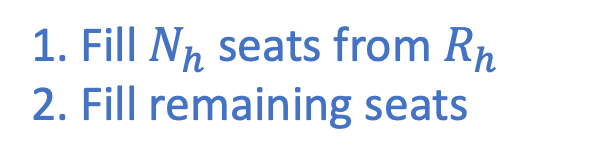 1. Fill N_h seats from R_h
2. Fill remaining seats